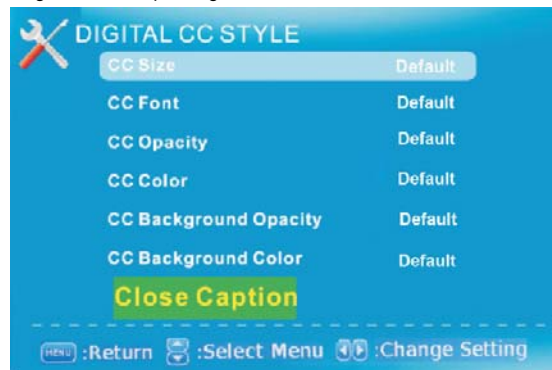 DIGITAL CC STYLE
CC Size Default
CC Font Default
CC Opacity Default
CC Color Default
CC Background Opacity Default
CC Background Color Default
Close Caption
MENU :Return :Select Menu :Change Setting